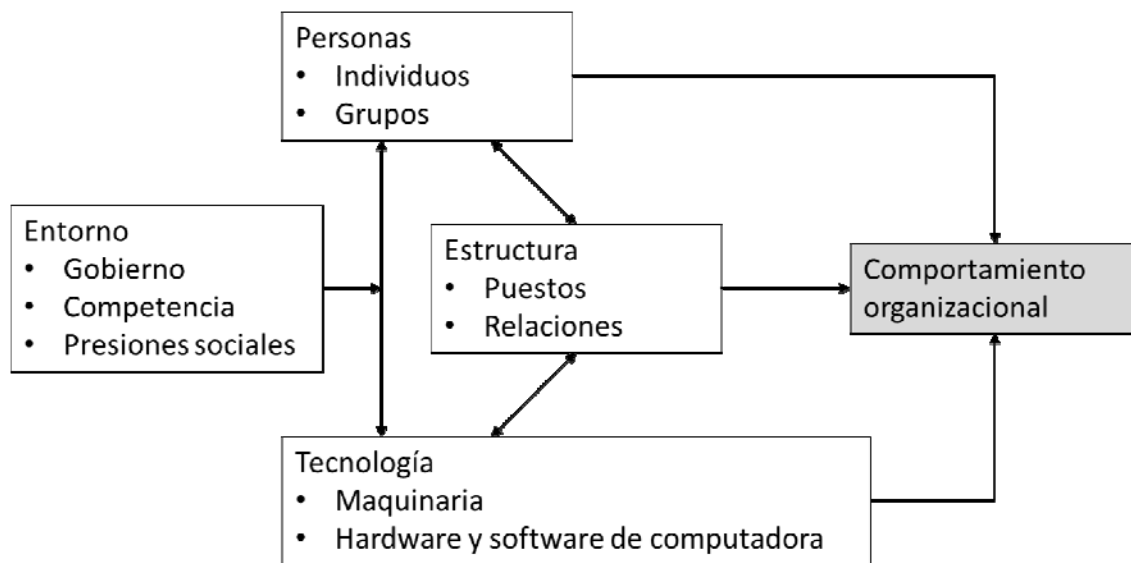 Personas
• Individuos
• Grupos
Entorno
• Gobierno
• Competencia
• Presiones sociales
Estructura
• Puestos
• Relaciones
Comportamiento
organizacional
Tecnología
• Maquinaria
• Hardware y software de computadora